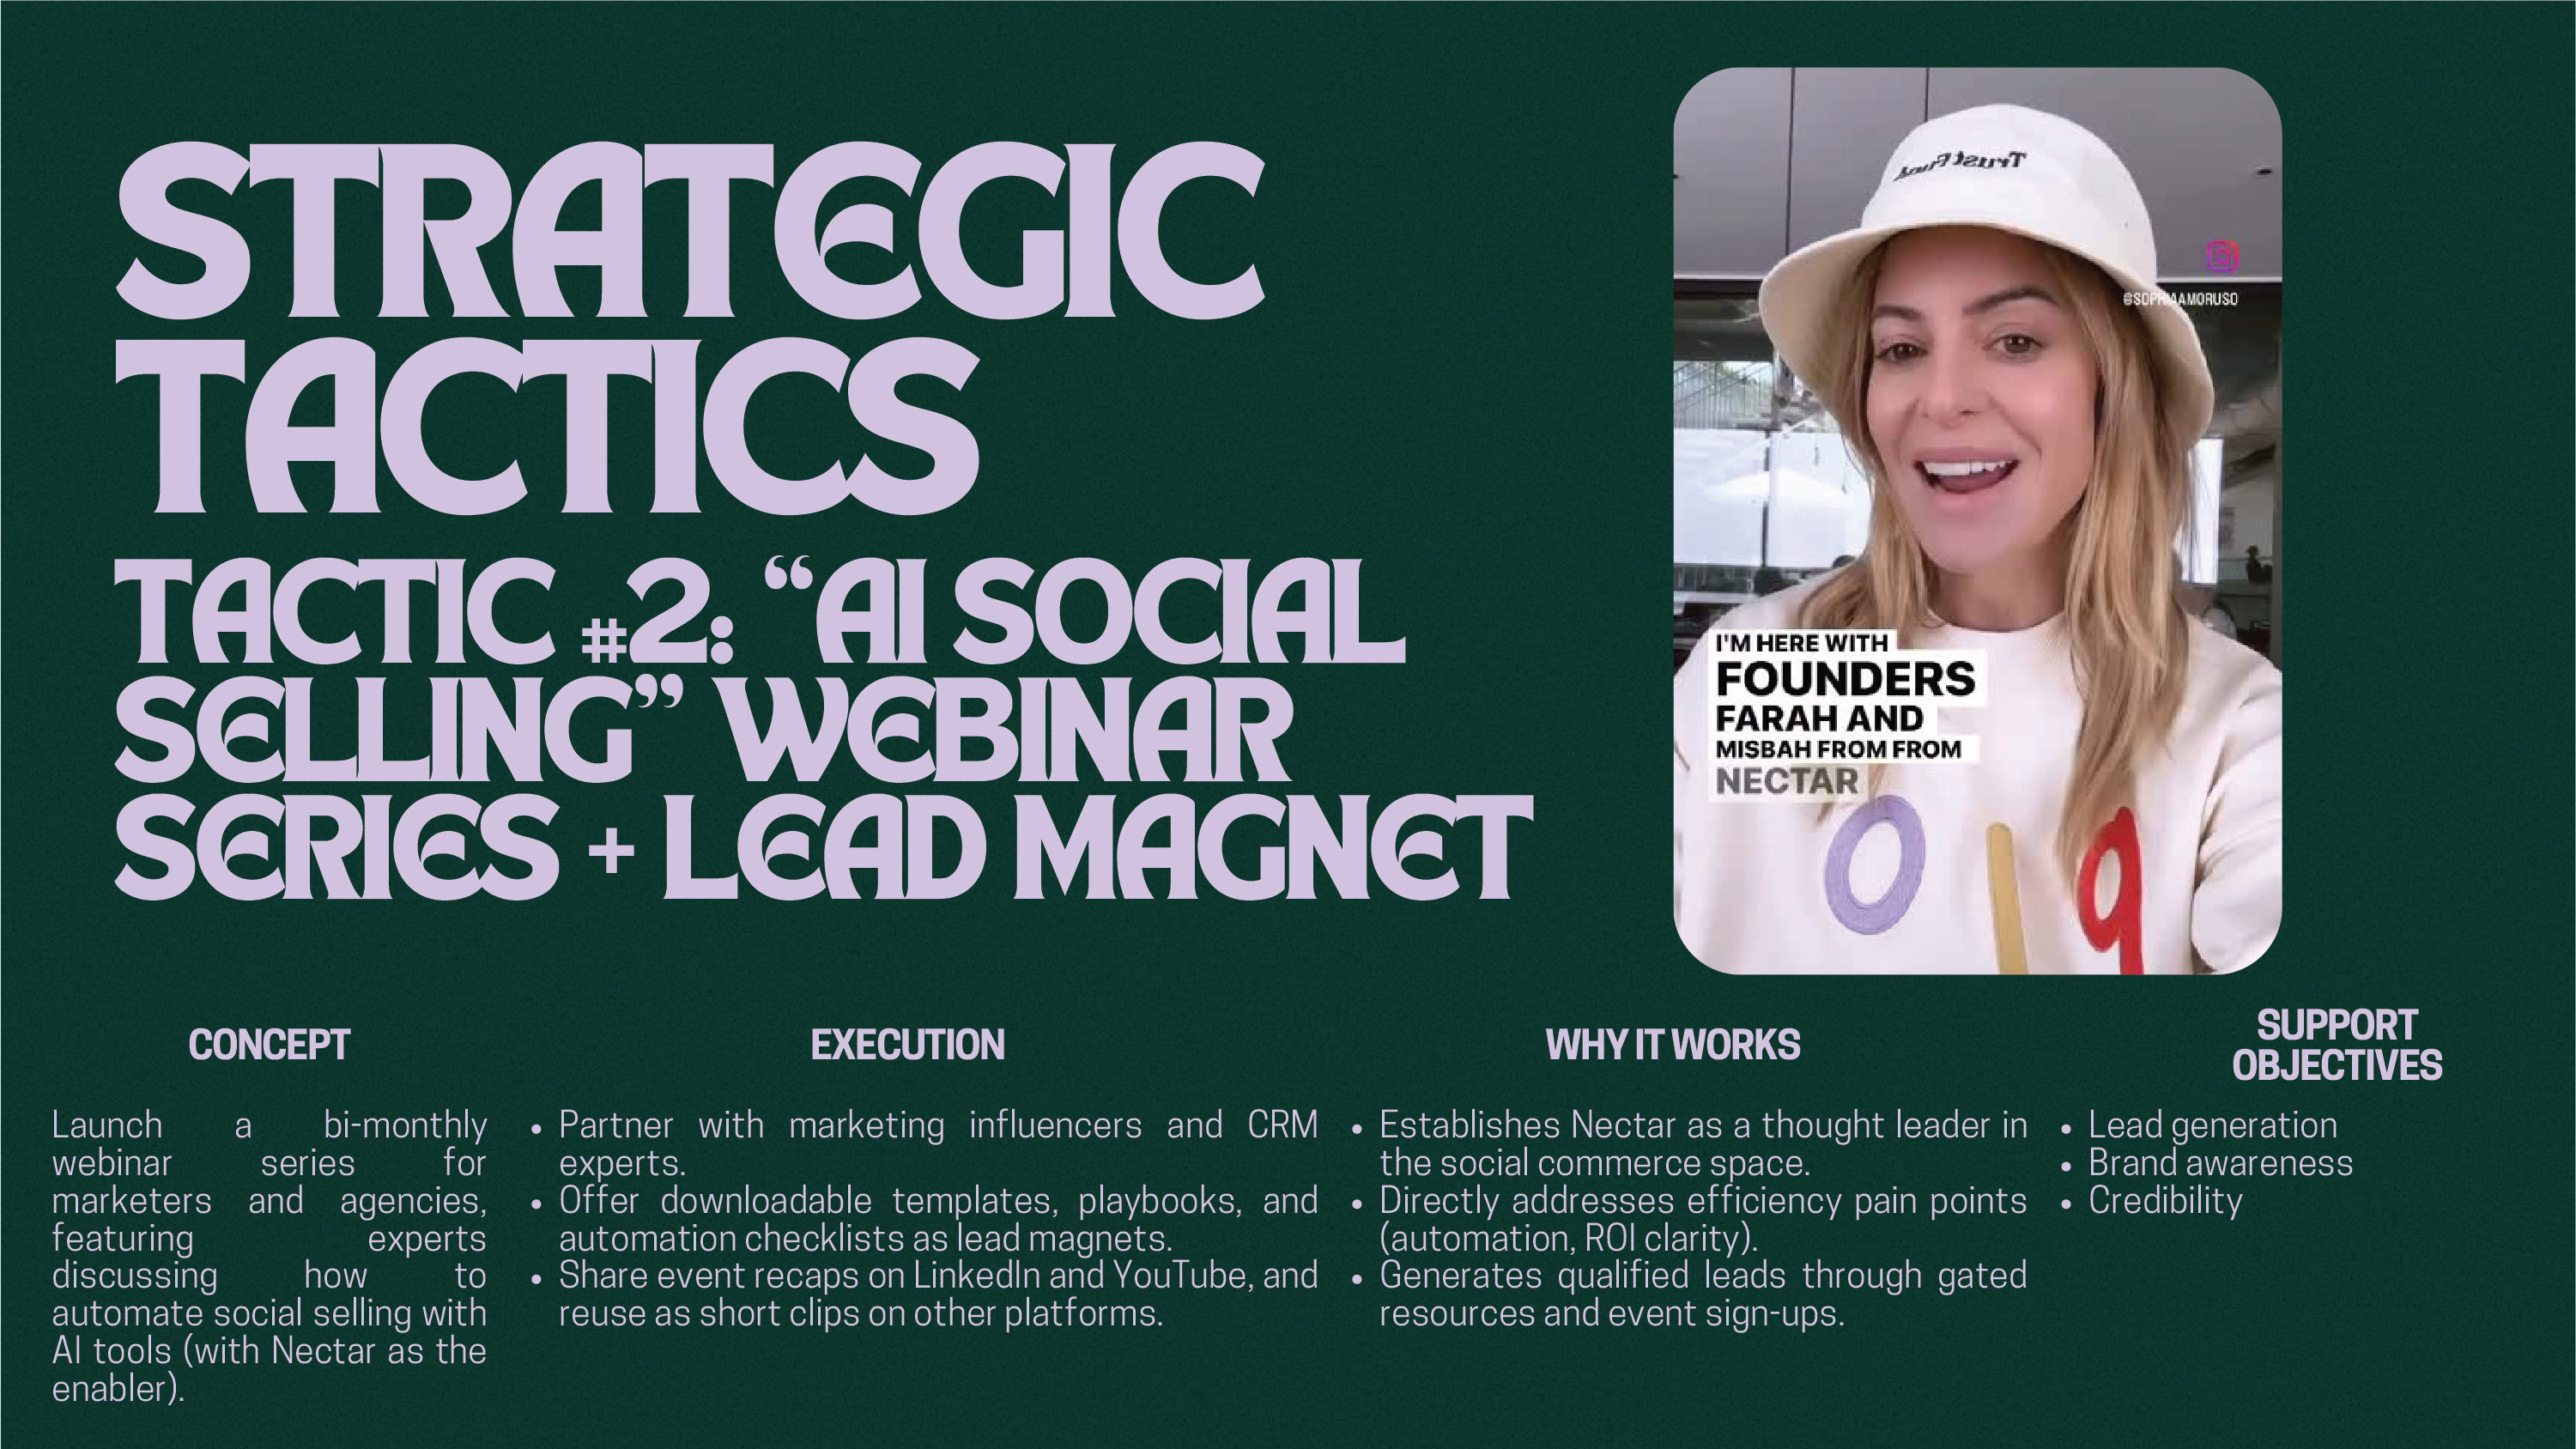 STRATEGIC
TACTICS
TACTIC #2: “AI SOCIAL
SELLING” WEBINAR
SERIES + LEAD MAGNET
Trust Fund
@SOPHIAAMORUSO
I'M HERE WITH
FOUNDERS
FARAH AND
MISBAH FROM FROM
NECTAR
CONCEPT
Launch a bi-monthly
webinar series for
marketers and agencies,
featuring experts
discussing how to
automate social selling with
AI tools (with Nectar as the
enabler).
EXECUTION
• Partner with marketing influencers and CRM
experts.
• Offer downloadable templates, playbooks, and
automation checklists as lead magnets.
• Share event recaps on LinkedIn and YouTube, and
reuse as short clips on other platforms.
WHY IT WORKS
• Establishes Nectar as a thought leader in
the social commerce space.
• Directly addresses efficiency pain points
(automation, ROI clarity).
• Generates qualified leads through gated
resources and event sign-ups.
SUPPORT
OBJECTIVES
• Lead generation
• Brand awareness
• Credibility